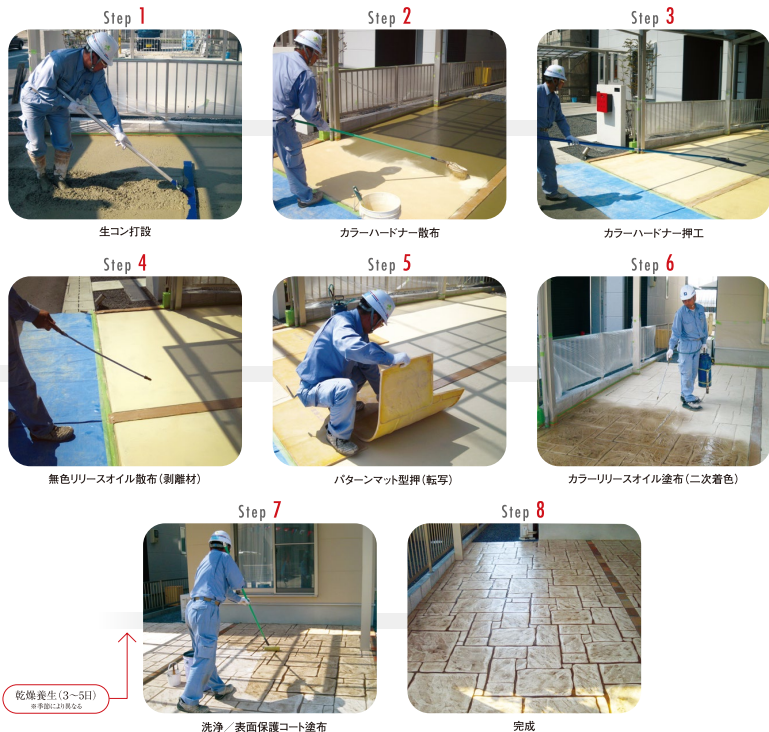 Step 1
Step 2
Step 3
生コン打設
カラーハードナー散布
カラーハードナー押工
Step 4
Step 5
Step 6
無色リリースオイル散布(剥離材)
パターンマット型押(転写)
カラーリリースオイル塗布(二次着色)
Step 7
Step 8
乾燥養生(3～5日)
※季節により異なる
洗浄／表面保護コート塗布
完成